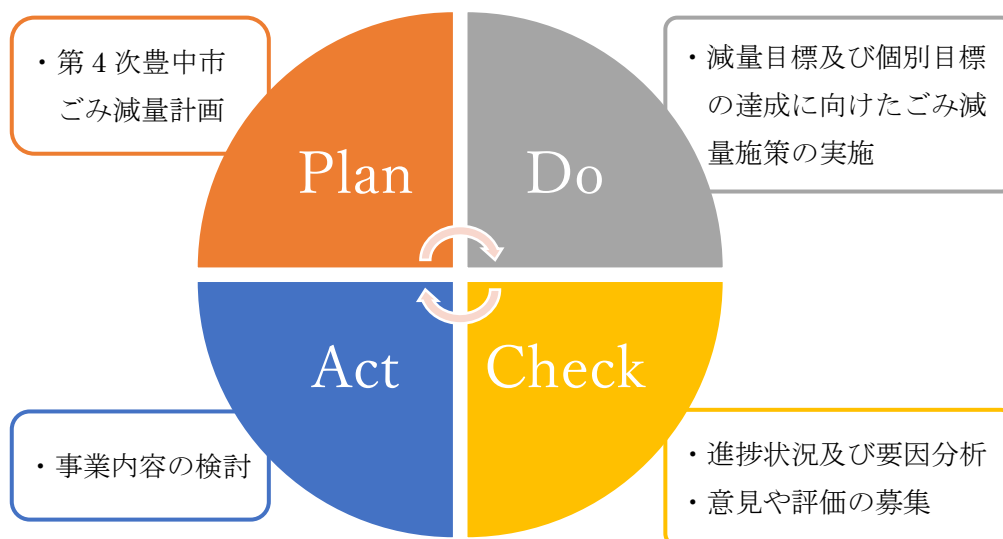 ・第4次豊中市
ごみ減量計画
・減量目標及び個別目標
の達成に向けたごみ減
量施策の実施
Plan
Do
Act
Check
・事業内容の検討
・進捗状況及び要因分析
・意見や評価の募集